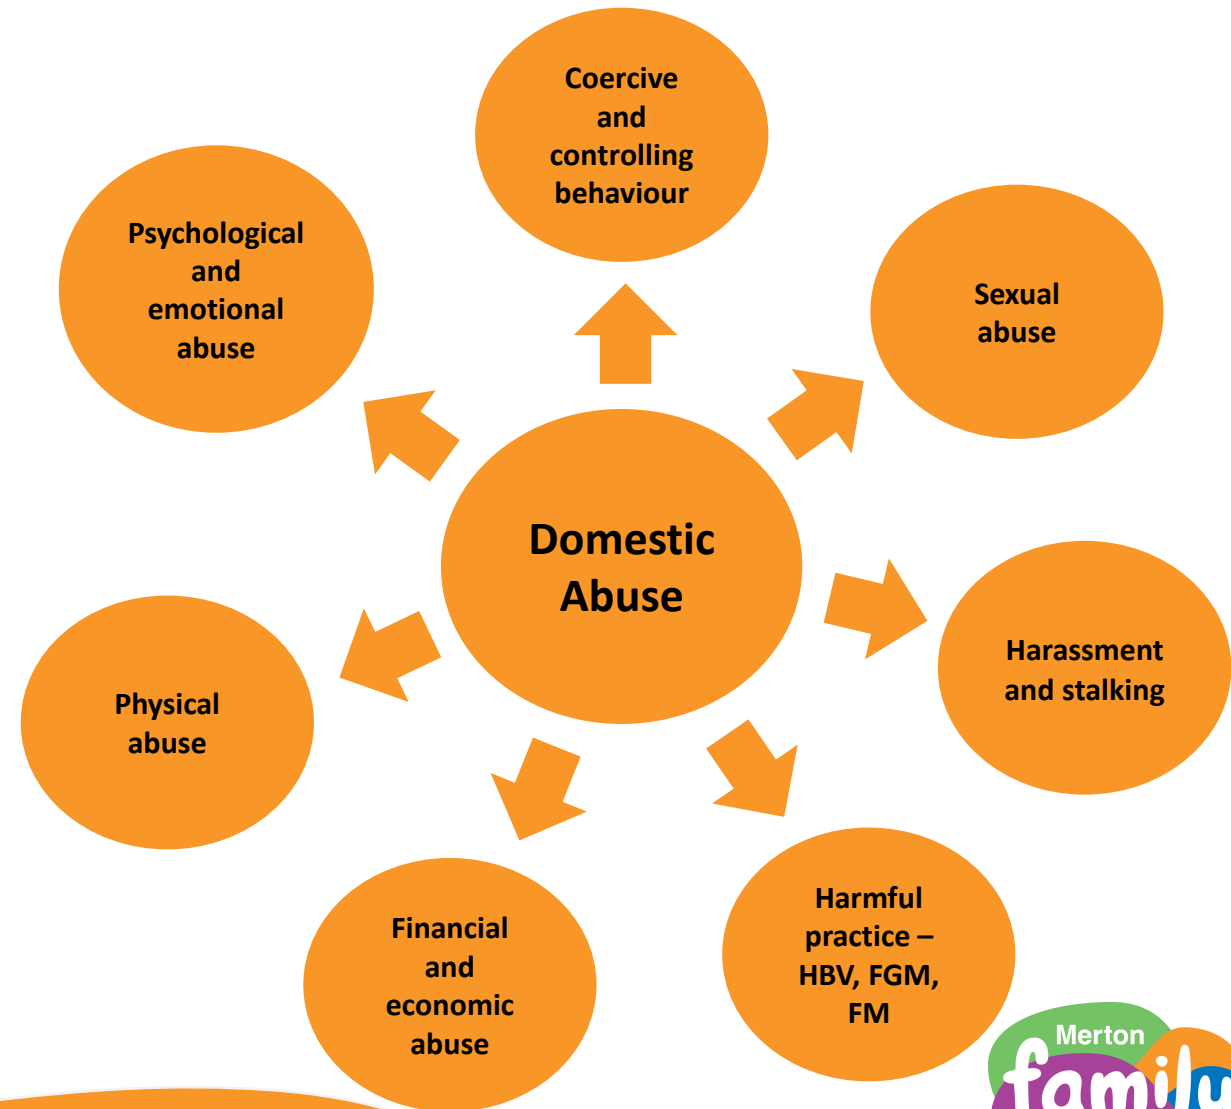 Coercive
and
controlling
behaviour
Psychological
and
emotional
abuse
Sexual
abuse
Domestic
Abuse
Harassment
and stalking
Physical
abuse
Harmful
practice –
HBV, FGM,
FM
Financial
and
economic
abuse
Merton
family